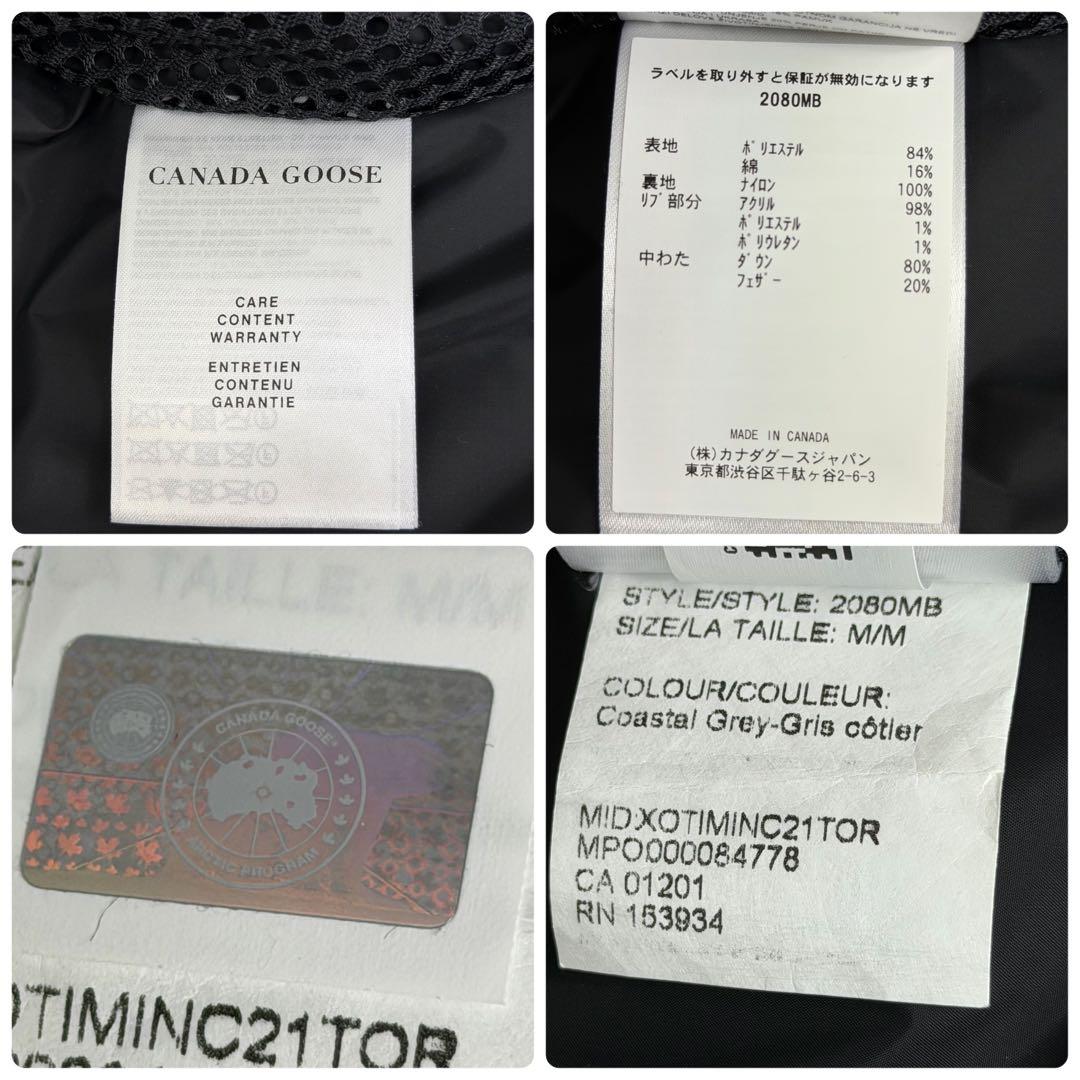 CANADA GOOSE
CARE
CONTENT
WARRANTY
ENTRETIEN
CONTENU
GARANTIE
ラベルを取り外すと保証が無効になります
2080MB
表地 ポリエステル 84%
綿 16%
裏地 ナイロン 100%
リブ部分 アクリル 98%
ポリエステル 1%
ポリウレタン 1%
中わた ダウン 80%
フェザー 20%
MADE IN CANADA
(株)カナダグースジャパン
東京都渋谷区千駄ヶ谷2-6-3
LA TAILLE: M/M
CANADA GOOSE
ARCTIC PROGRAM
OTIMINC21TOR
STYLE/STYLE: 2080MB
SIZE/LA TAILLE: M/M
COLOUR/COULEUR:
Coastal Grey-Gris côtier
MIDXOTIMINC21TOR
MPO000084778
CA 01201
RN 153934